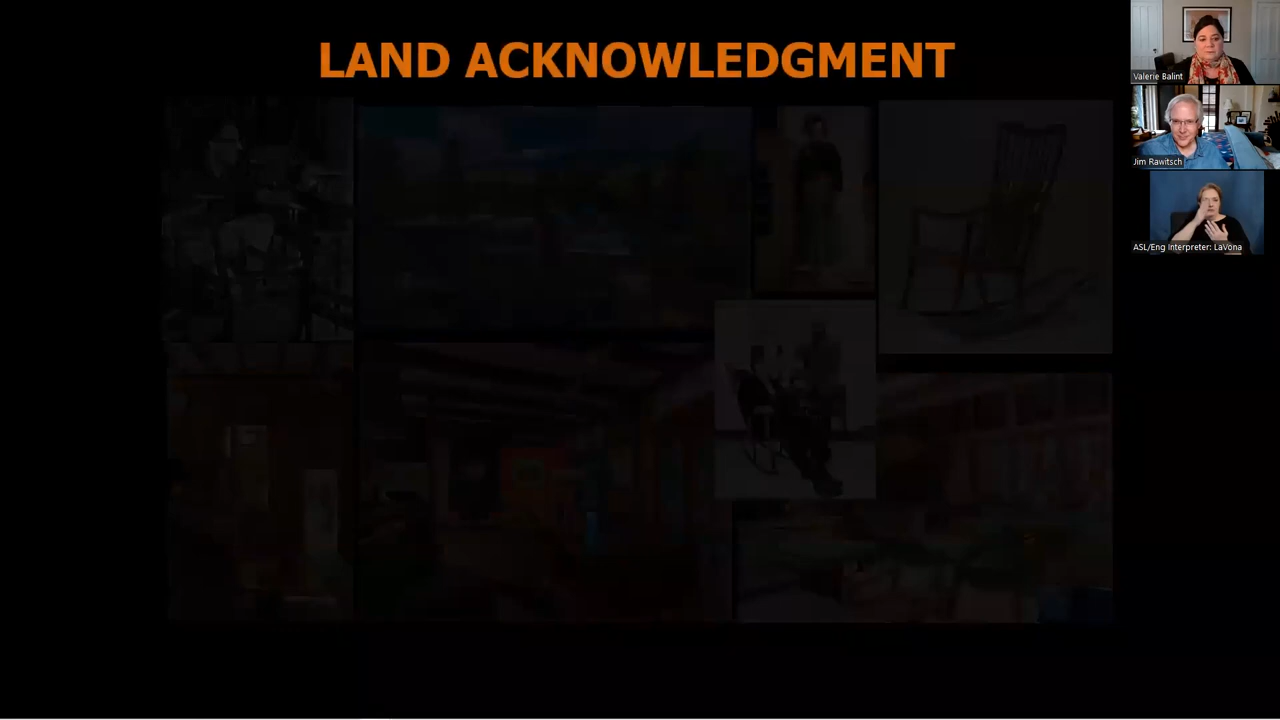 LAND ACKNOWLEDGMENT
Valerie Balint
Jim Rawitsch
ASL/Eng Interpreter: LaVona